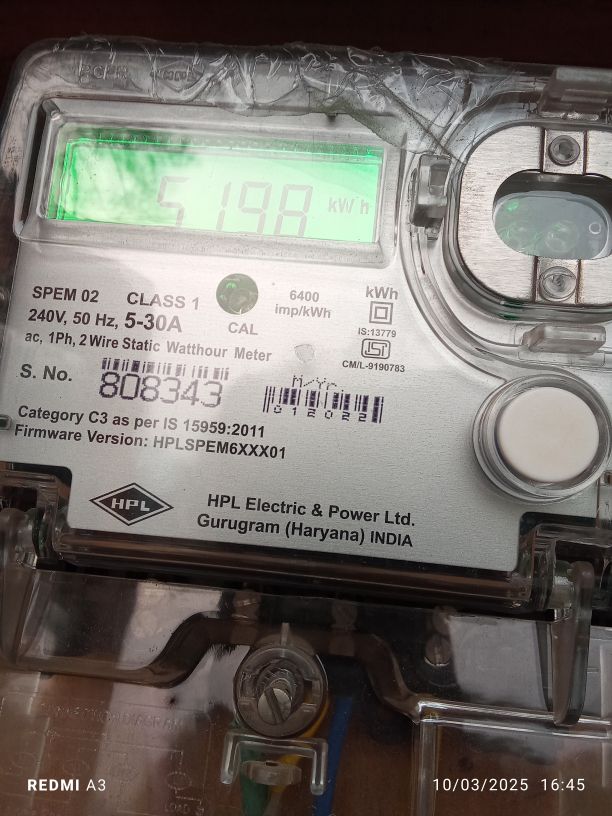 5198 kWh
SPEM 02 CLASS 1
240V, 50 Hz, 5-30A
ac, 1Ph, 2 Wire Static Watthour Meter
CAL
6400
imp/kWh
kWh
IS:13779
ISI
CM/L-9190783
S. No.
808343
M/Yr.
0120221
Category C3 as per IS 15959:2011
Firmware Version: HPLSPEM6XXX01
HPL
HPL Electric & Power Ltd.
Gurugram (Haryana) INDIA
REDMI A3
10/03/2025 16:45